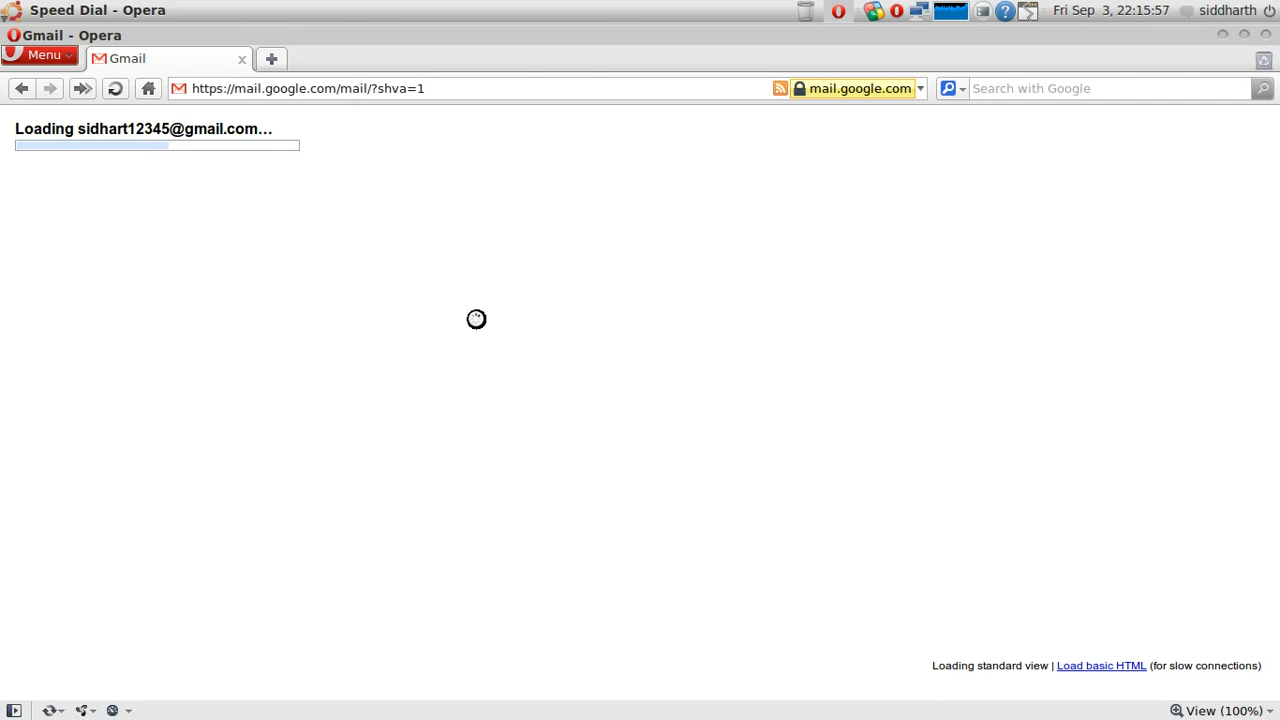 Speed Dial - Opera
Fri Sep 3, 22:15:57
siddharth
Gmail - Opera
Menu
Gmail
https://mail.google.com/mail/?shva=1
mail.google.com
Search with Google
Loading sidhart12345@gmail.com...
Loading standard view | Load basic HTML (for slow connections)
View (100%)